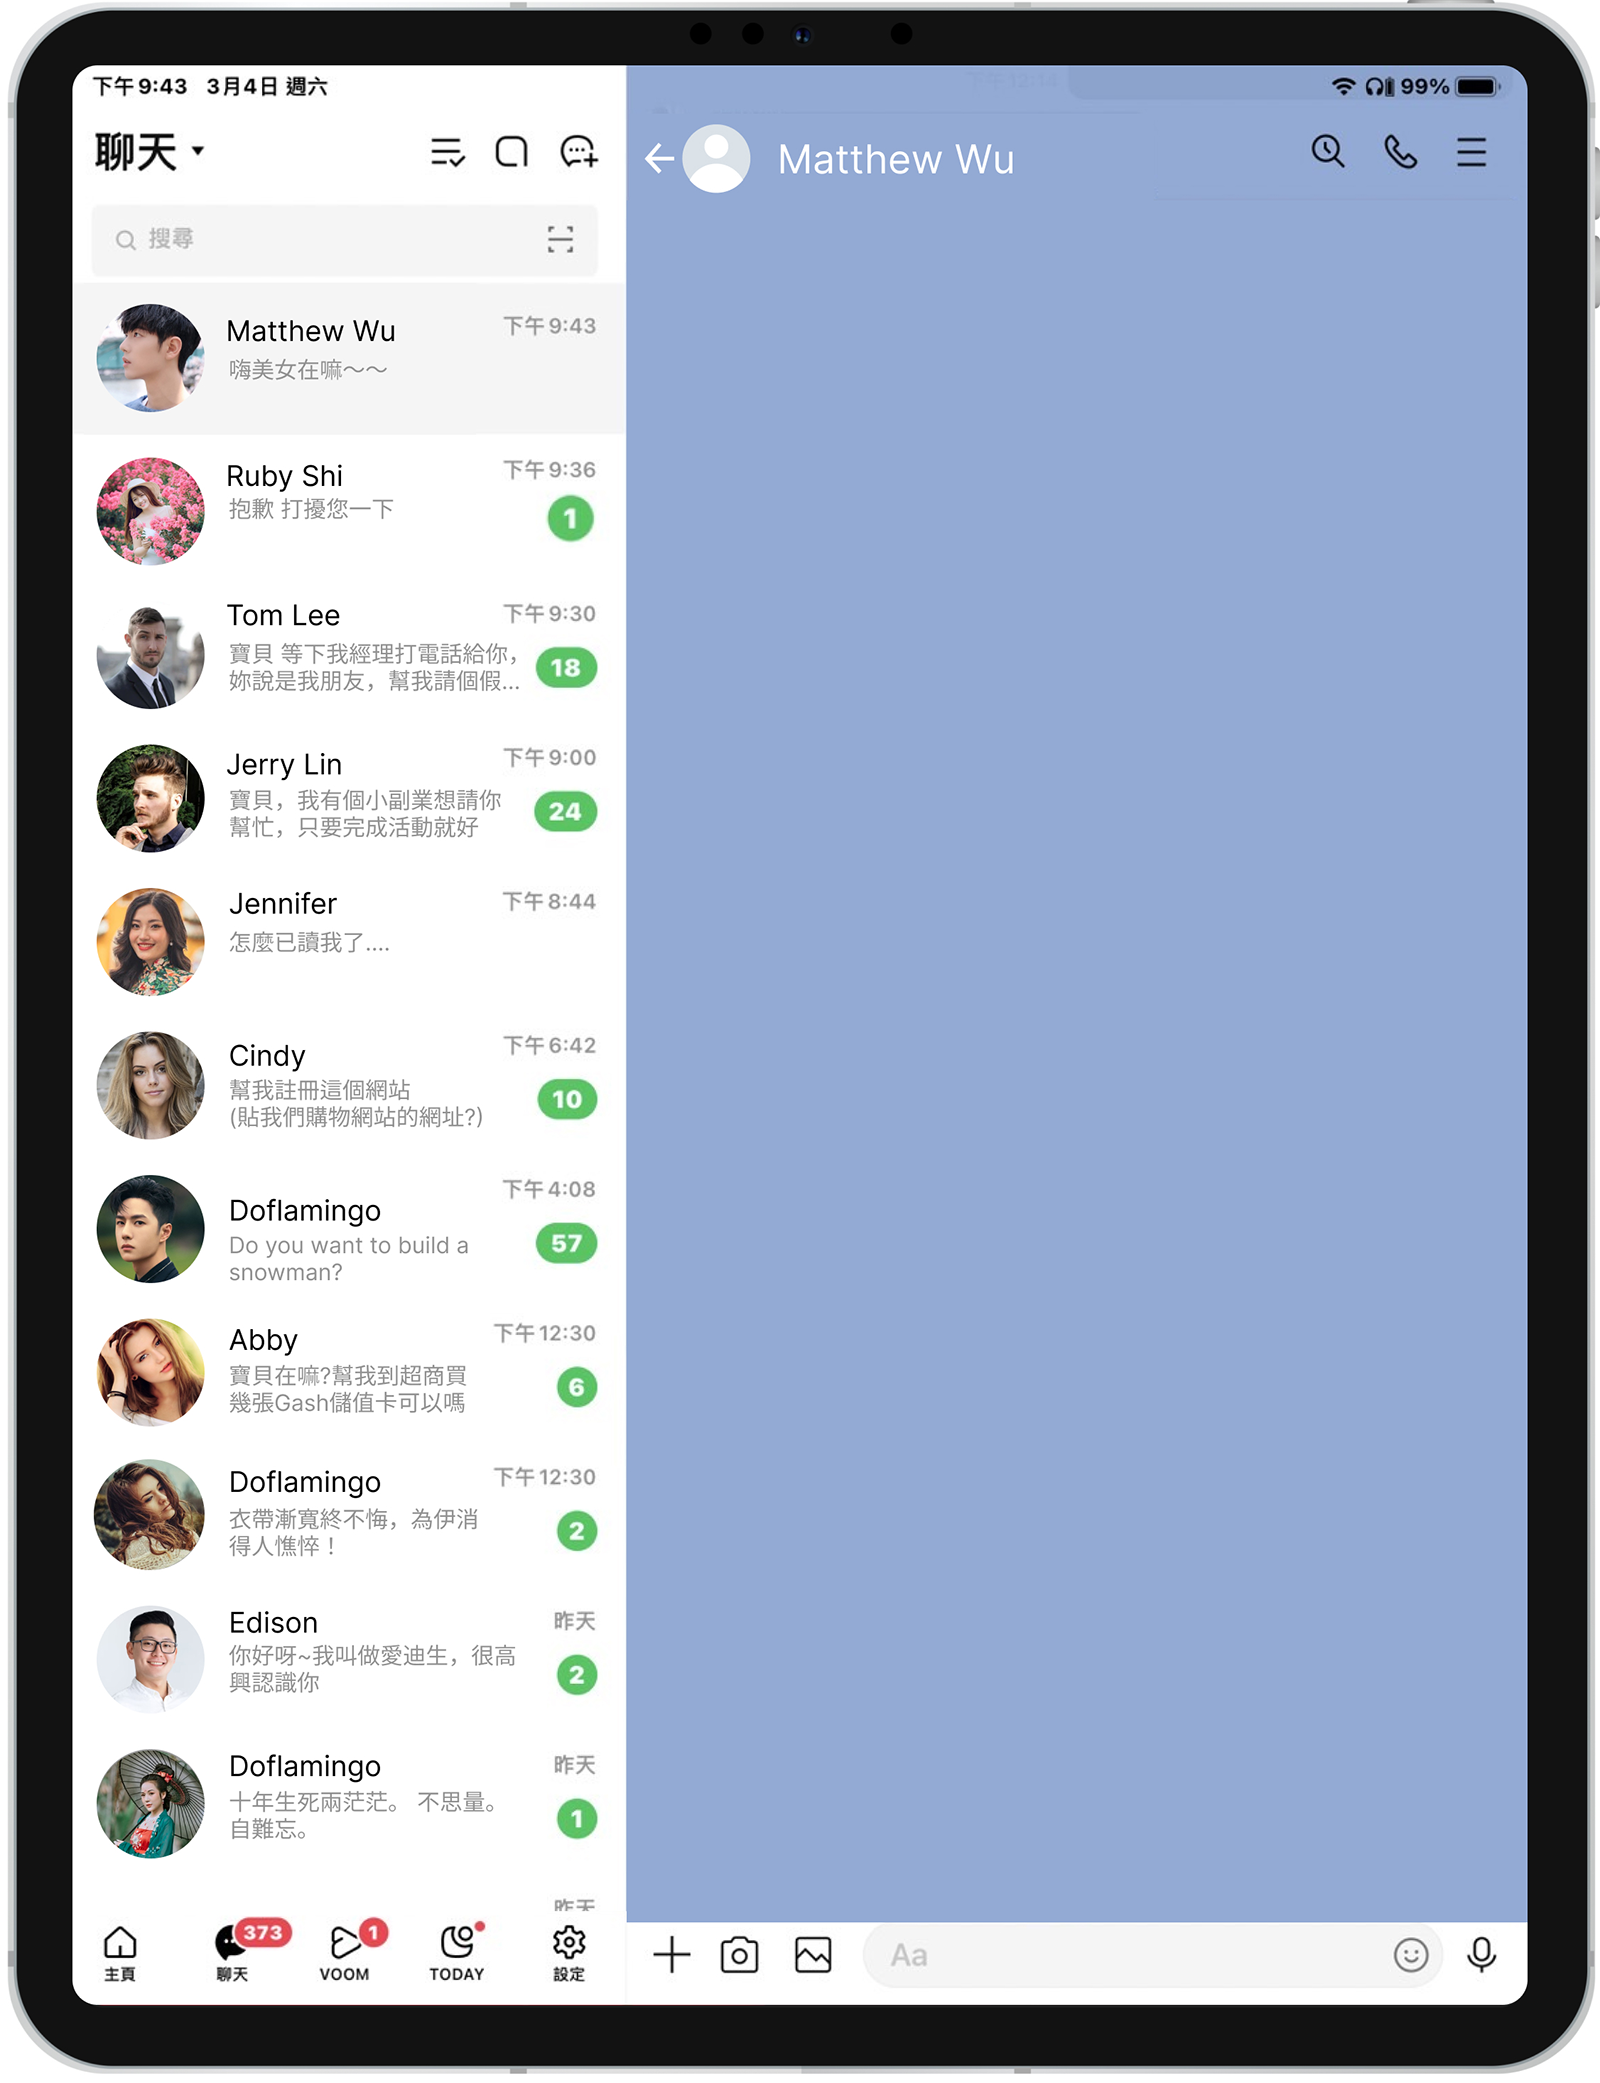 下午9:43 3月4日 週六
99%
聊天
搜尋
Matthew Wu
下午9:43
嗨美女在嘛～～
Ruby Shi
下午9:36
抱歉 打擾您一下
1
Tom Lee
下午9:30
寶貝 等下我經理打電話給你，
妳說是我朋友，幫我請個假...
18
Jerry Lin
下午9:00
寶貝，我有個小副業想請你
幫忙，只要完成活動就好
24
Jennifer
下午8:44
怎麼已讀我了....
Cindy
下午6:42
幫我註冊這個網站
(貼我們購物網站的網址?)
10
Doflamingo
下午4:08
Do you want to build a
snowman?
57
Abby
下午12:30
寶貝在嘛?幫我到超商買
幾張Gash儲值卡可以嗎
6
Doflamingo
下午12:30
衣帶漸寬終不悔，為伊消
得人憔悴！
2
Edison
昨天
你好呀~我叫做愛迪生，很高
興認識你
2
Doflamingo
昨天
十年生死兩茫茫。 不思量。
自難忘。
1
昨天
373
1
主頁
聊天
VOOM
TODAY
設定
Matthew Wu
Aa